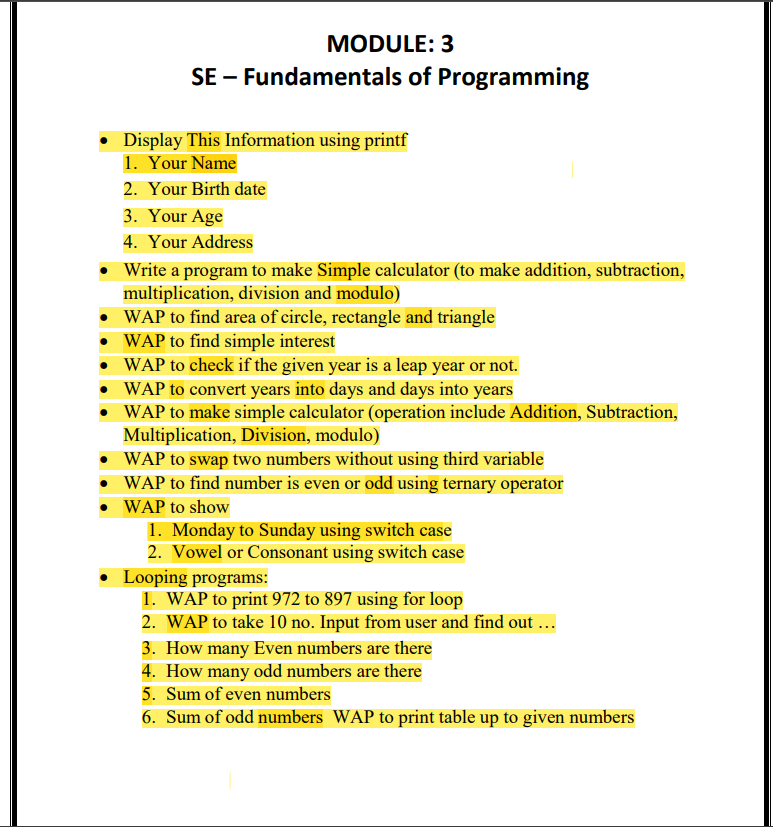 MODULE: 3
SE – Fundamentals of Programming
• Display This Information using printf
1. Your Name
2. Your Birth date
3. Your Age
4. Your Address
• Write a program to make Simple calculator (to make addition, subtraction,
multiplication, division and modulo)
• WAP to find area of circle, rectangle and triangle
• WAP to find simple interest
• WAP to check if the given year is a leap year or not.
• WAP to convert years into days and days into years
• WAP to make simple calculator (operation include Addition, Subtraction,
Multiplication, Division, modulo)
• WAP to swap two numbers without using third variable
• WAP to find number is even or odd using ternary operator
• WAP to show
1. Monday to Sunday using switch case
2. Vowel or Consonant using switch case
• Looping programs:
1. WAP to print 972 to 897 using for loop
2. WAP to take 10 no. Input from user and find out …
3. How many Even numbers are there
4. How many odd numbers are there
5. Sum of even numbers
6. Sum of odd numbers WAP to print table up to given numbers